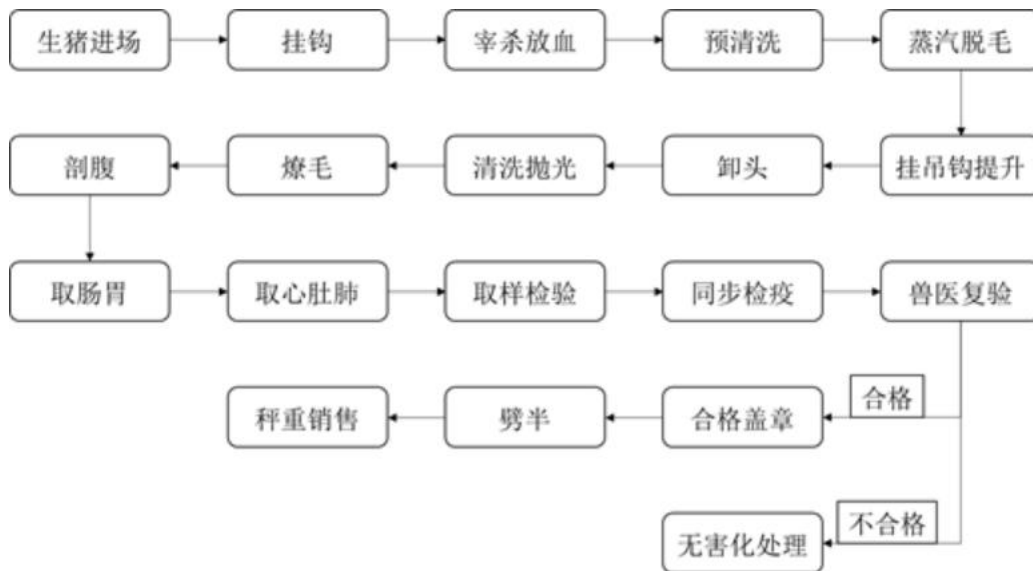 生猪进场
挂钩
宰杀放血
预清洗
蒸汽脱毛
挂吊钩提升
卸头
清洗抛光
燎毛
剖腹
取肠胃
取心肚肺
取样检验
同步检疫
兽医复验
合格
合格盖章
劈半
秤重销售
不合格
无害化处理